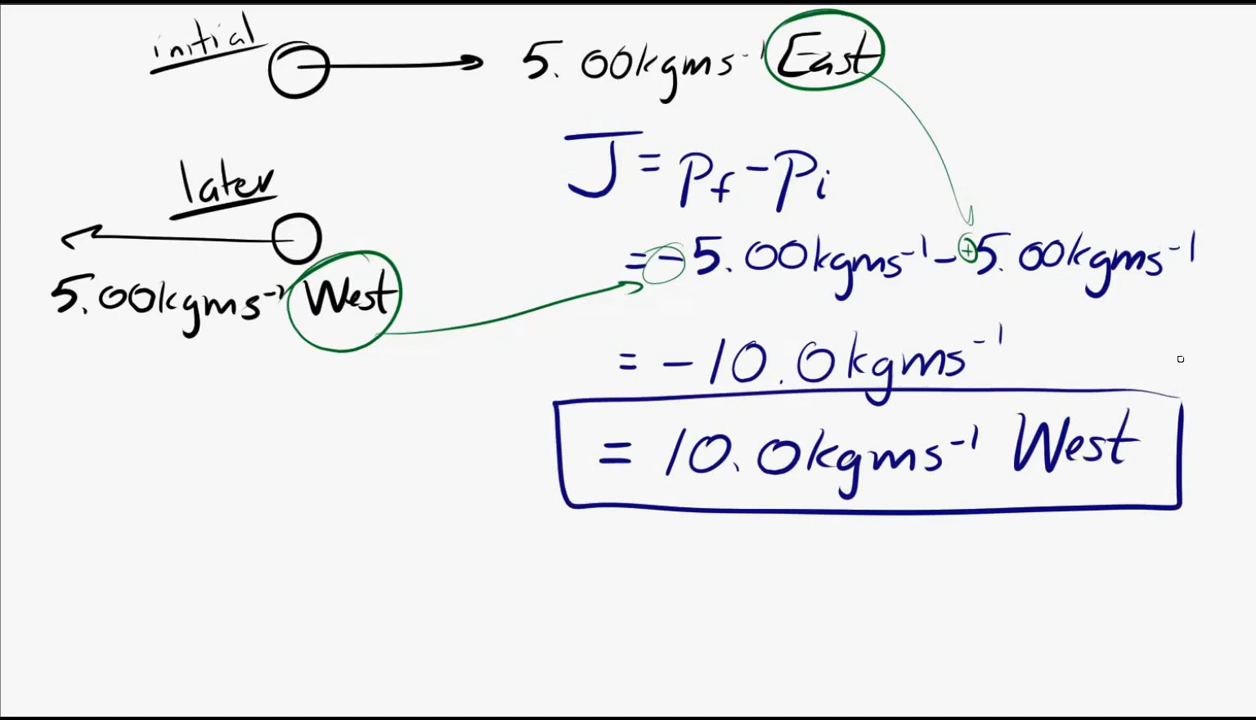 initial
5.00kgms⁻¹ East
J = pf - pi
later
= -5.00kgms⁻¹ - +5.00kgms⁻¹
5.00kgms⁻¹ West
= -10.0kgms⁻¹
= 10.0kgms⁻¹ West